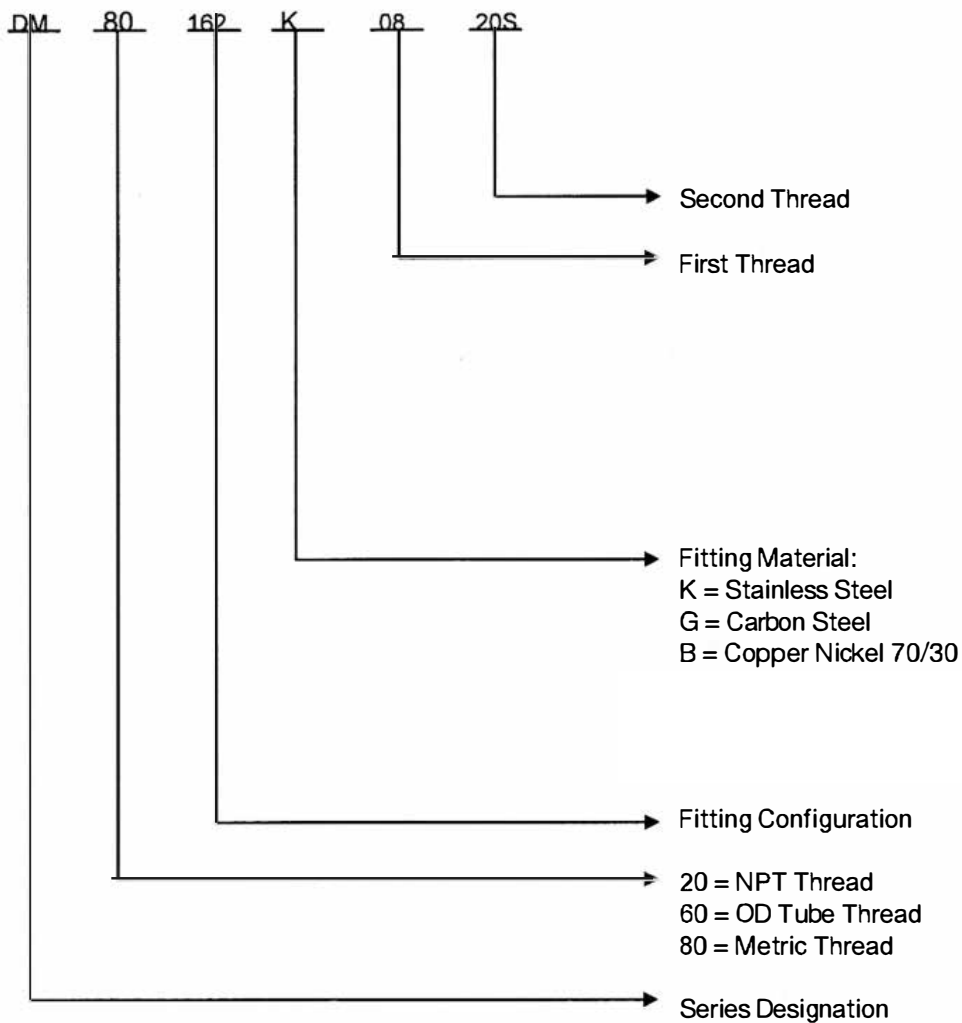 DM 80 162 K 08 20S
Second Thread
First Thread
Fitting Material:
K = Stainless Steel
G = Carbon Steel
B = Copper Nickel 70/30
Fitting Configuration
20 = NPT Thread
60 = OD Tube Thread
80 = Metric Thread
Series Designation